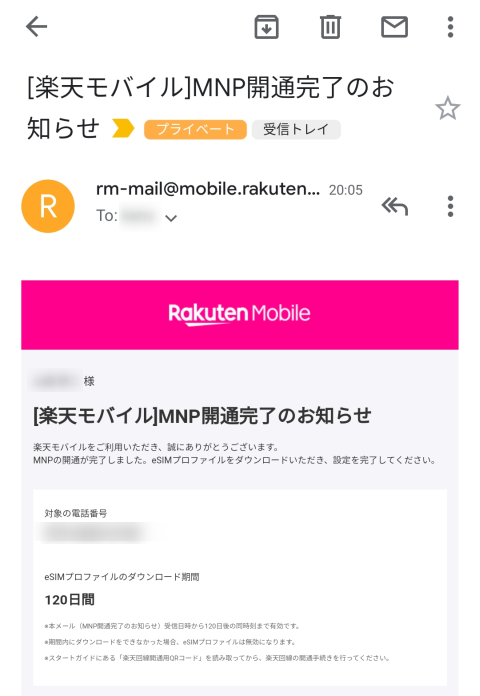 [楽天モバイル]MNP開通完了のお
知らせ
プライベート
受信トレイ
R
rm-mail@mobile.rakuten...
20:05
To:
Rakuten Mobile
様
[楽天モバイル]MNP開通完了のお知らせ
楽天モバイルをご利用いただき、誠にありがとうございます。
MNPの開通が完了しました。eSIMプロファイルをダウンロードいただき、設定を完了してください。
対象の電話番号
eSIMプロファイルのダウンロード期間
120日間
※本メール（MNP開通完了のお知らせ）受信日時から120日後の同時刻まで有効です。
※期間内にダウンロードをできなかった場合、eSIMプロファイルは無効になります。
※スタートガイドにある「楽天回線開通用QRコード」を読み取ってから、楽天回線の開通手続きを行ってください。